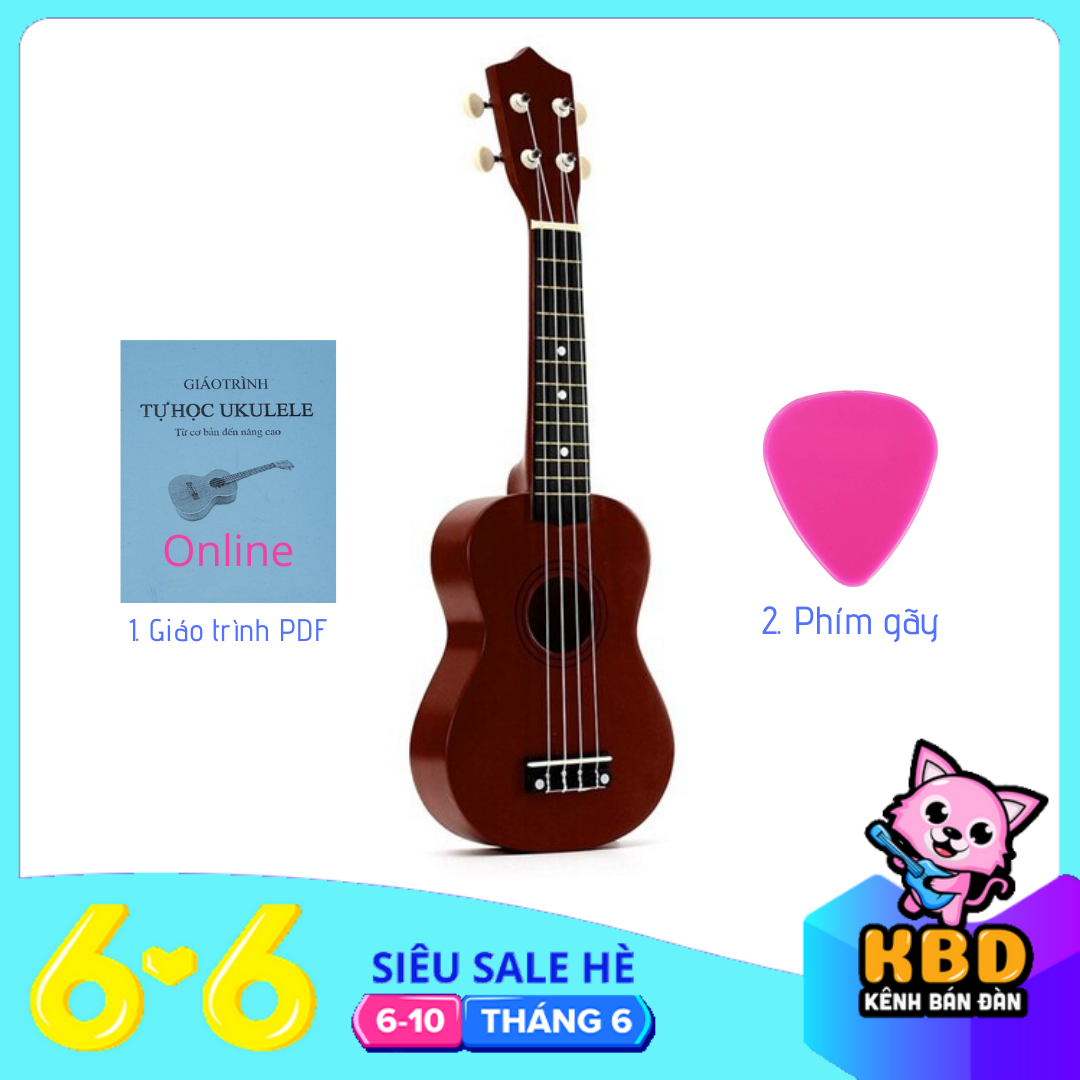 GIÁOTRÌNH
TỰ HỌC UKULELE
Từ cơ bản đến nâng cao
Online
1. Giáo trình PDF
2. Phím gãy
6.6
SIÊU SALE HÈ
6-10 THÁNG 6
KBD
KÊNH BÁN ĐÀN